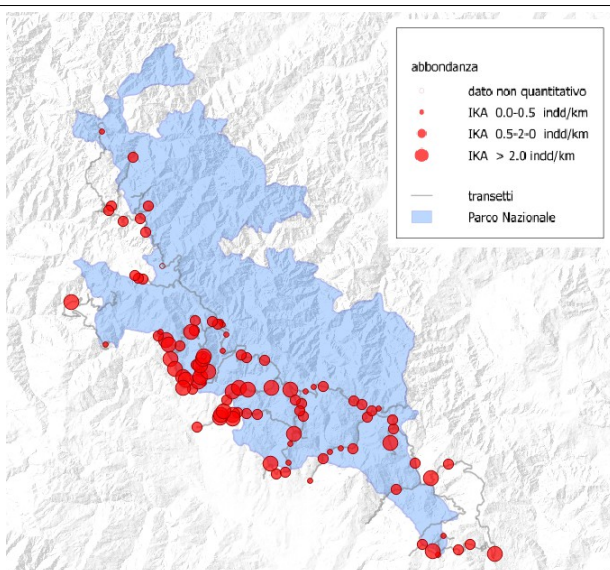 abbondanza
dato non quantitativo
IKA 0.0-0.5 indd/km
IKA 0.5-2-0 indd/km
IKA > 2.0 indd/km
transetti
Parco Nazionale